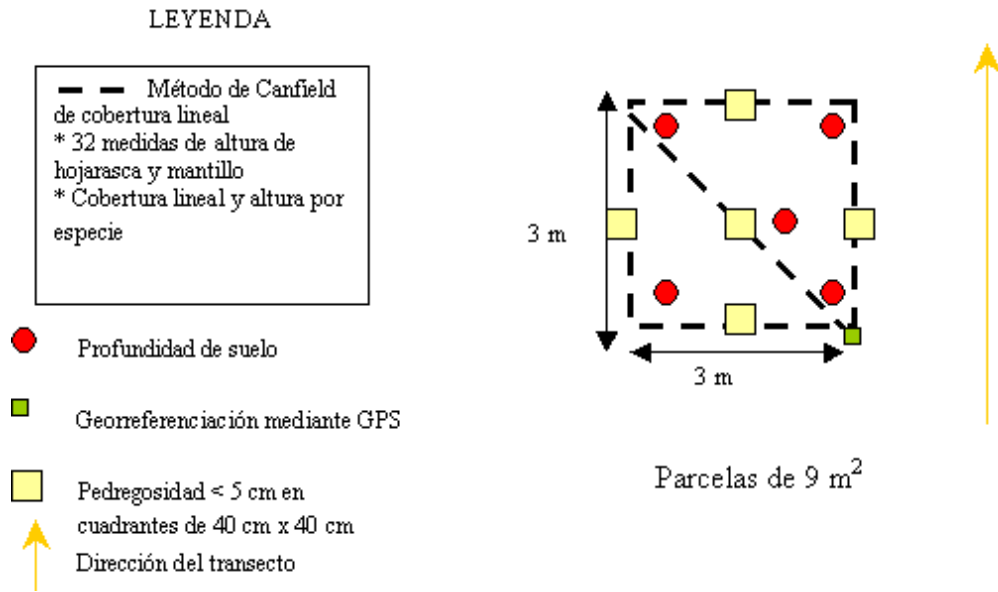 LEYENDA
Método de Canfield
de cobertura lineal
* 32 medidas de altura de
hojarasca y mantillo
* Cobertura lineal y altura por
especie
Profundidad de suelo
Georreferenciación mediante GPS
Pedregosidad < 5 cm en
cuadrantes de 40 cm x 40 cm
Dirección del transecto
3 m
3 m
Parcelas de 9 m²